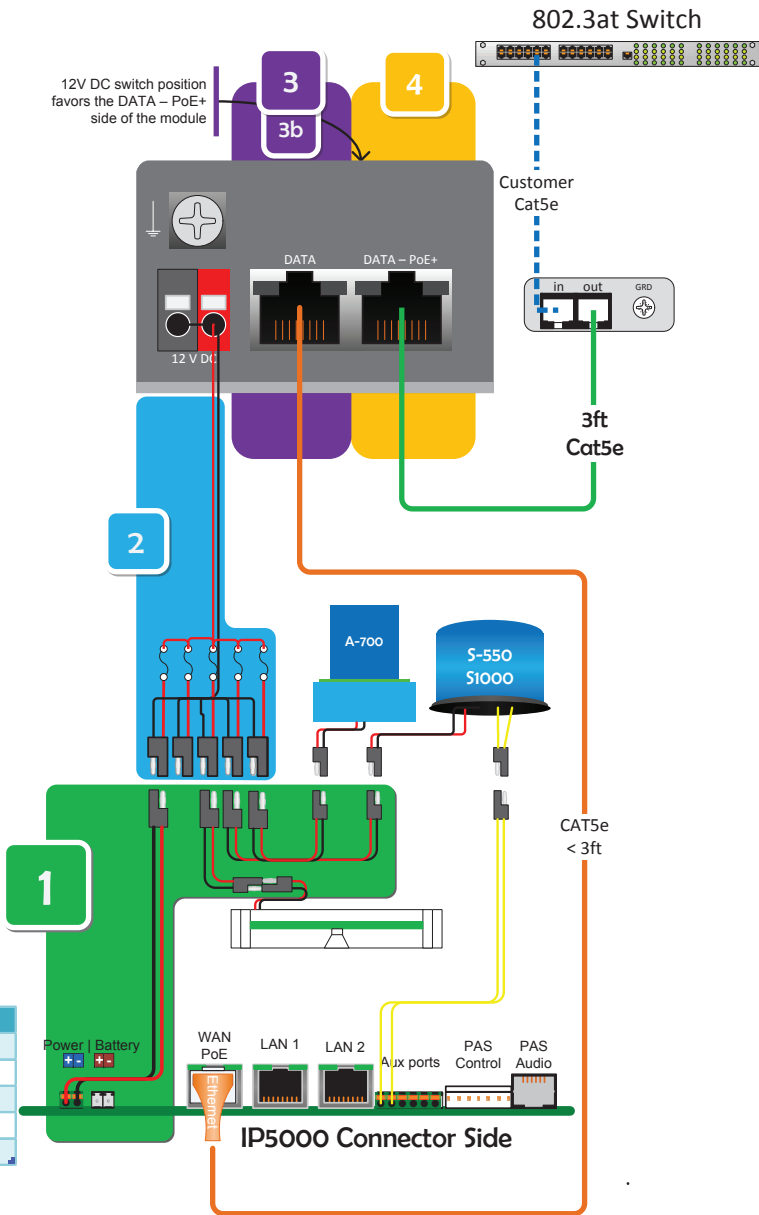 802.3at Switch
12V DC switch position
favors the DATA – PoE+
side of the module
3
4
3b
Customer
Cat5e
DATA
DATA – PoE+
in
out
GRD
12 V DC
3ft
Cat5e
2
A-700
S-550
S1000
CAT5e
< 3ft
1
Power | Battery
+ -
+ -
WAN
PoE
LAN 1
LAN 2
Aux ports
PAS
Control
PAS
Audio
Ethernet
IP5000 Connector Side
.